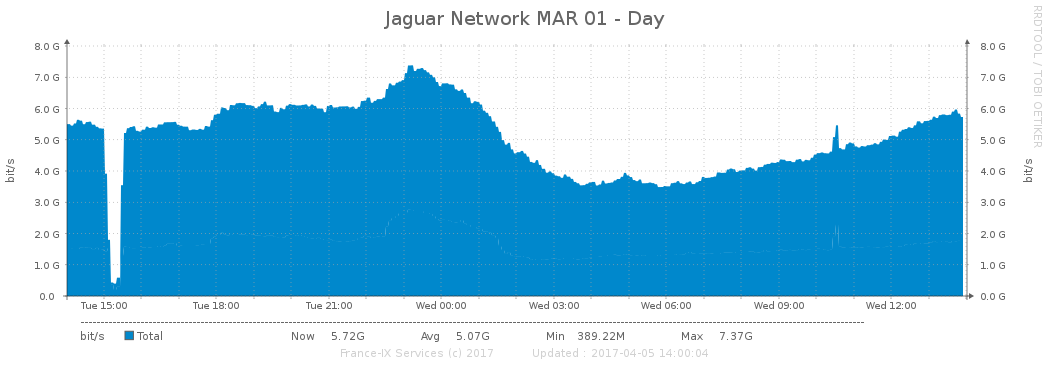 Jaguar Network MAR 01 - Day
RRDTOOL / TOBI OETIKER
8.0 G 8.0 G
7.0 G 7.0 G
6.0 G 6.0 G
5.0 G 5.0 G
4.0 G 4.0 G
3.0 G 3.0 G
2.0 G 2.0 G
1.0 G 1.0 G
0.0 0.0 G
bit/s
bit/s
Tue 15:00 Tue 18:00 Tue 21:00 Wed 00:00 Wed 03:00 Wed 06:00 Wed 09:00 Wed 12:00
bit/s Total Now 5.72G Avg 5.07G Min 389.22M Max 7.37G
France-IX Services (c) 2017 Updated : 2017-04-05 14:00:04